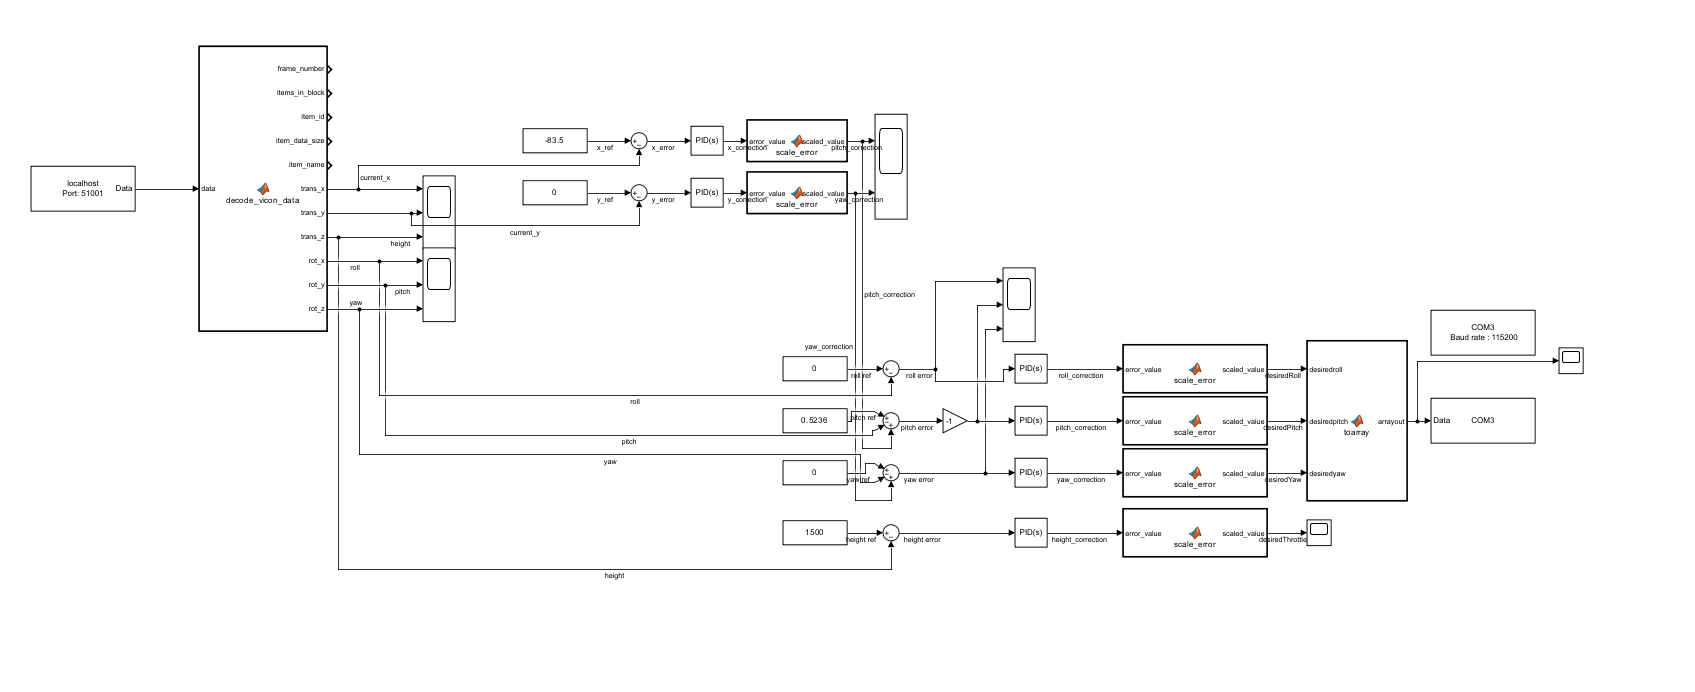 frame_number
items_in_block
item_id
item_data_size
item_name
localhost
Port: 51001
Data
data
decode_vicon_data
trans_x
trans_y
trans_z
rot_x
rot_y
rot_z
current_x
current_y
height
roll
pitch
yaw
-83.5
x_ref
x_error
PID(s)
x_correction
error_value
scaled_value
scale_error
pitch_correction
0
y_ref
y_error
PID(s)
y_correction
error_value
scaled_value
scale_error
yaw_correction
pitch_correction
yaw_correction
0
roll ref
roll error
PID(s)
roll_correction
error_value
scaled_value
scale_error
desiredRoll
roll
0.5236
pitch ref
pitch error
-1
PID(s)
pitch_correction
error_value
scaled_value
scale_error
desiredPitch
pitch
yaw
0
yaw ref
yaw error
PID(s)
yaw_correction
error_value
scaled_value
scale_error
desiredYaw
1500
height ref
height error
PID(s)
height_correction
error_value
scaled_value
scale_error
desiredThrottle
height
desiredroll
desiredpitch
desiredyaw
toarray
arrayout
COM3
Baud rate : 115200
Data
COM3